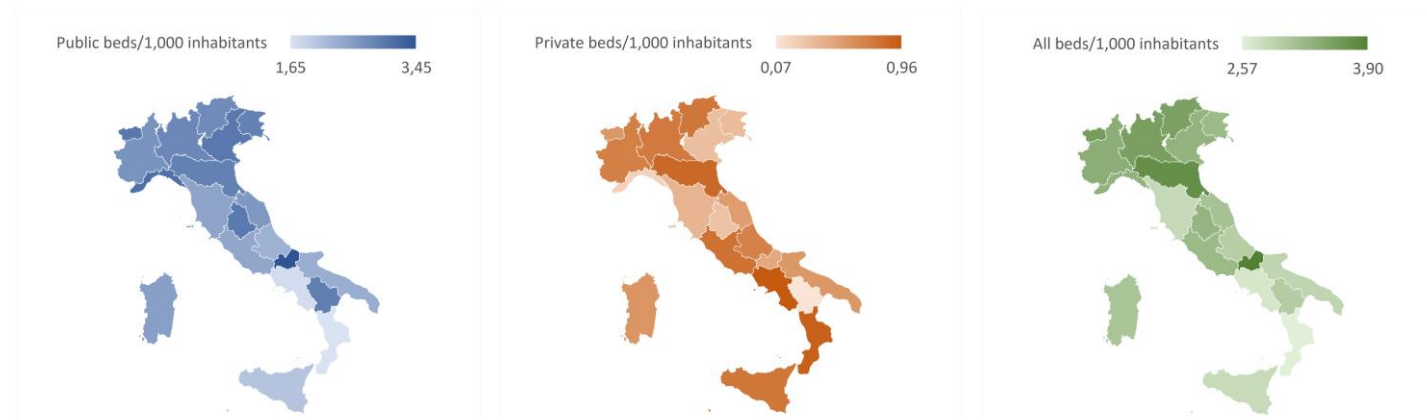 Public beds/1,000 inhabitants
1,65 3,45
Private beds/1,000 inhabitants
0,07 0,96
All beds/1,000 inhabitants
2,57 3,90